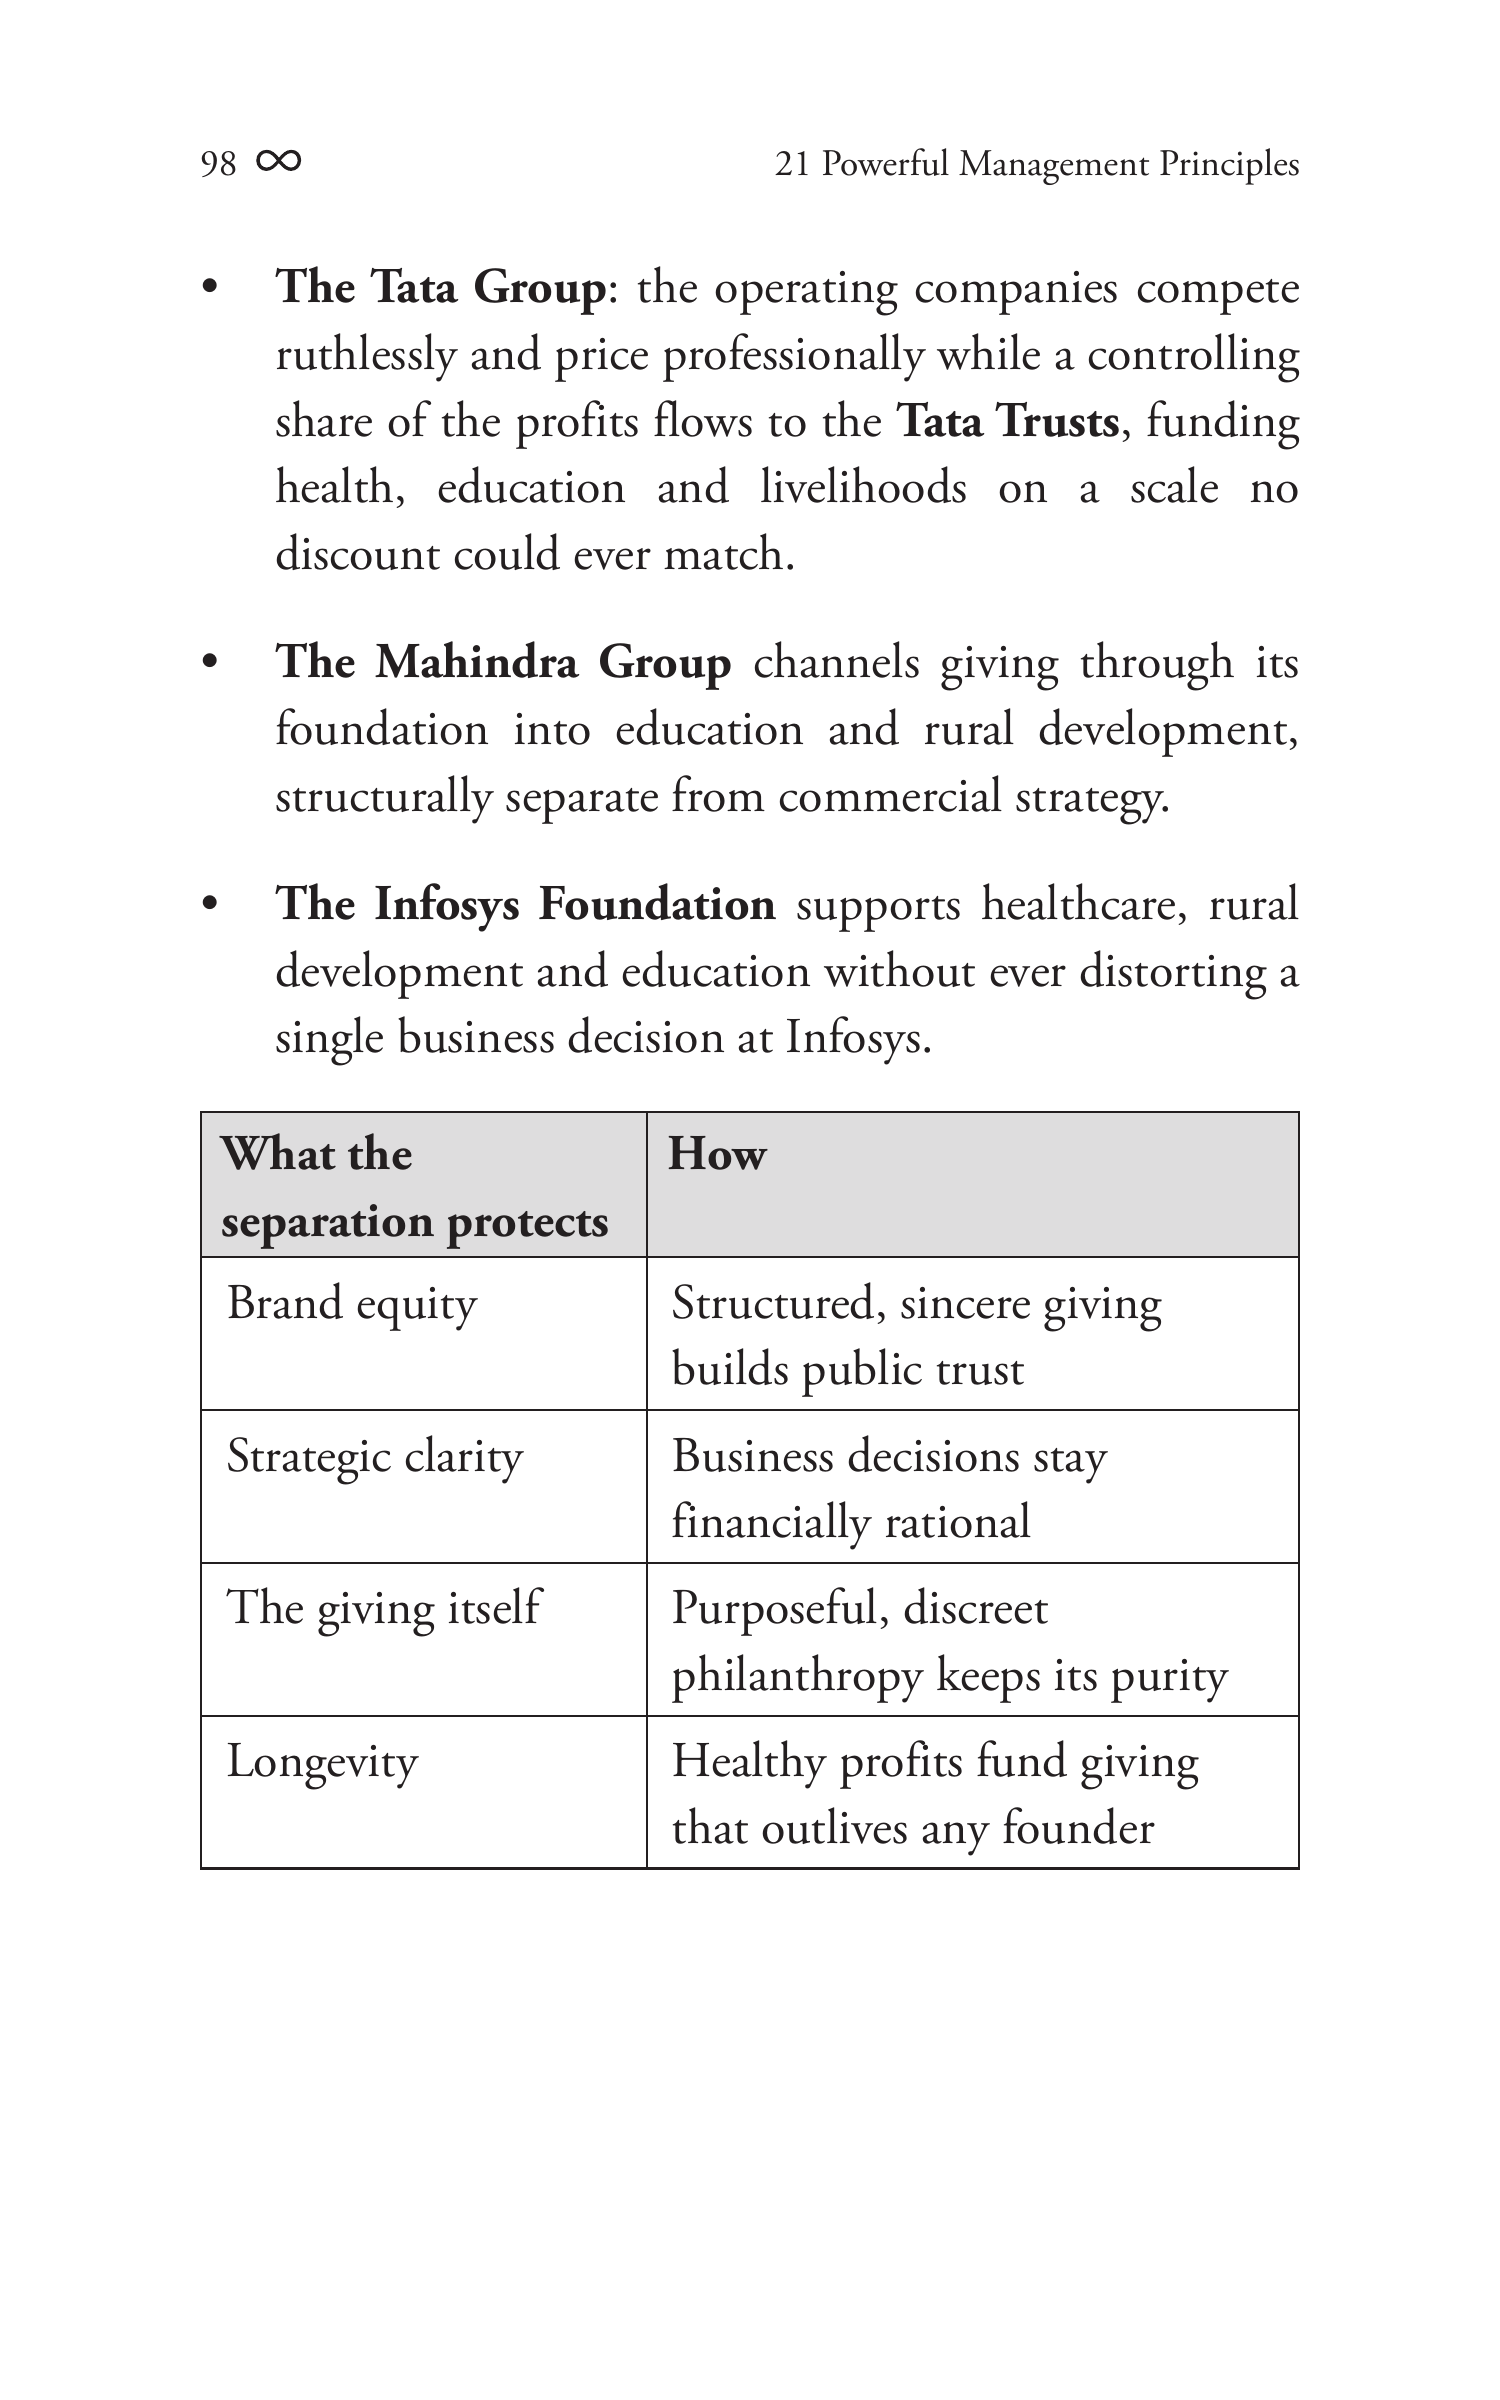 98 ∞ 21 Powerful Management Principles
• The Tata Group: the operating companies compete
ruthlessly and price professionally while a controlling
share of the profits flows to the Tata Trusts, funding
health, education and livelihoods on a scale no
discount could ever match.
• The Mahindra Group channels giving through its
foundation into education and rural development,
structurally separate from commercial strategy.
• The Infosys Foundation supports healthcare, rural
development and education without ever distorting a
single business decision at Infosys.
What the
separation protects
How
Brand equity
Structured, sincere giving
builds public trust
Strategic clarity
Business decisions stay
financially rational
The giving itself
Purposeful, discreet
philanthropy keeps its purity
Longevity
Healthy profits fund giving
that outlives any founder